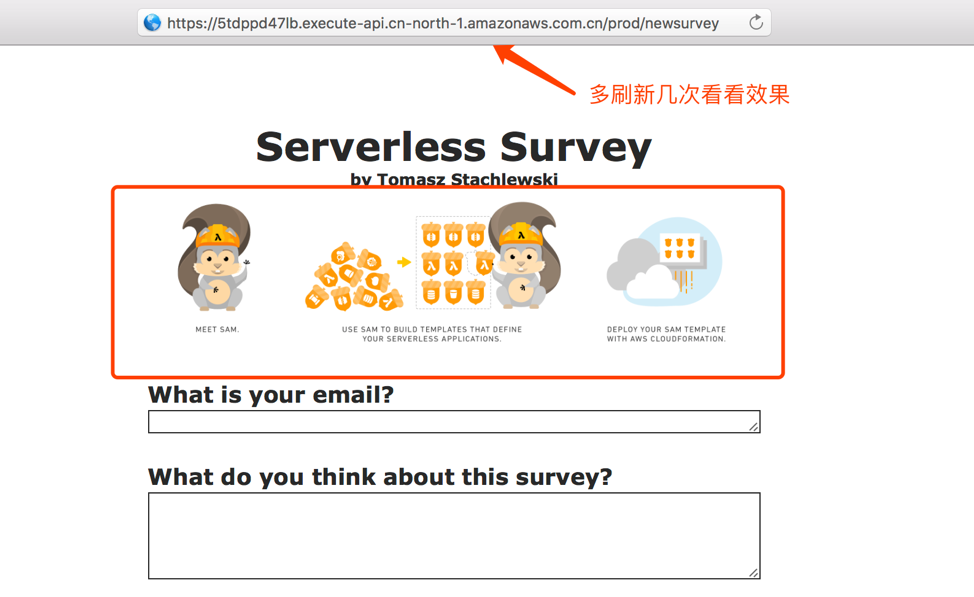 https://5tdppd47lb.execute-api.cn-north-1.amazonaws.com.cn/prod/newsurvey
多刷新几次看看效果
Serverless Survey
by Tomasz Stachlewski
MEET SAM.
USE SAM TO BUILD TEMPLATES THAT DEFINE
YOUR SERVERLESS APPLICATIONS.
DEPLOY YOUR SAM TEMPLATE
WITH AWS CLOUDFORMATION.
What is your email?
What do you think about this survey?